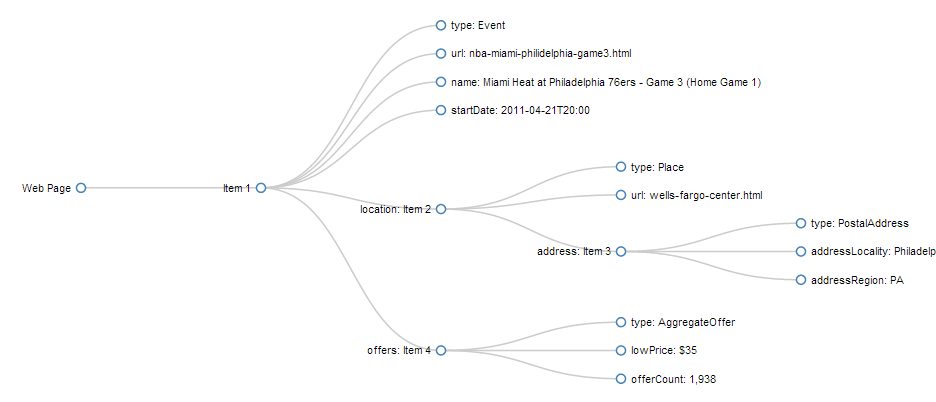 type: Event
url: nba-miami-philidelphia-game3.html
name: Miami Heat at Philadelphia 76ers - Game 3 (Home Game 1)
startDate: 2011-04-21T20:00
type: Place
Web Page
Item 1
url: wells-fargo-center.html
location: Item 2
type: PostalAddress
address: Item 3
addressLocality: Philadelp
addressRegion: PA
type: AggregateOffer
offers: Item 4
lowPrice: $35
offerCount: 1,938